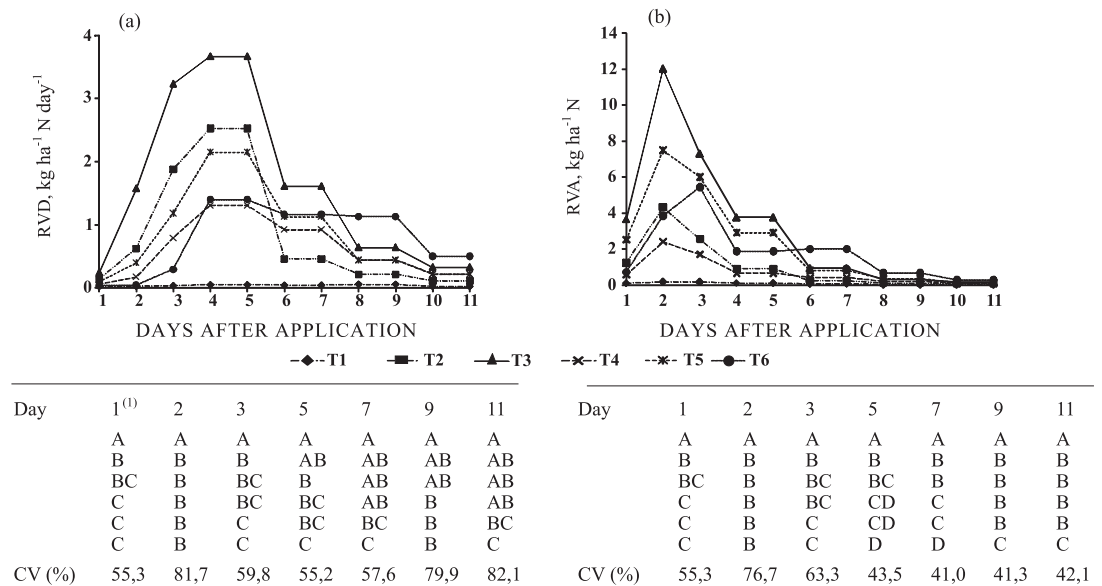 (a)
RVD, kg ha⁻¹ N day⁻¹
4
3
2
1
0
1 2 3 4 5 6 7 8 9 10 11
DAYS AFTER APPLICATION
(b)
RVA, kg ha⁻¹ N
14
12
10
8
6
4
2
0
1 2 3 4 5 6 7 8 9 10 11
DAYS AFTER APPLICATION
T1 T2 T3 T4 T5 T6
Day 1⁽¹⁾ 2 3 5 7 9 11
A A A A A A A
B B B AB AB AB AB
BC B BC B AB AB AB
C B BC BC AB B AB
C B C BC BC B BC
C B C C C B C
CV (%) 55,3 81,7 59,8 55,2 57,6 79,9 82,1
Day 1 2 3 5 7 9 11
A A A A A A A
B B B B B B B
BC B BC BC B B B
C B BC CD B B B
C B C CD C B B
C B C D D C C
CV (%) 55,3 76,7 63,3 43,5 41,0 41,3 42,1